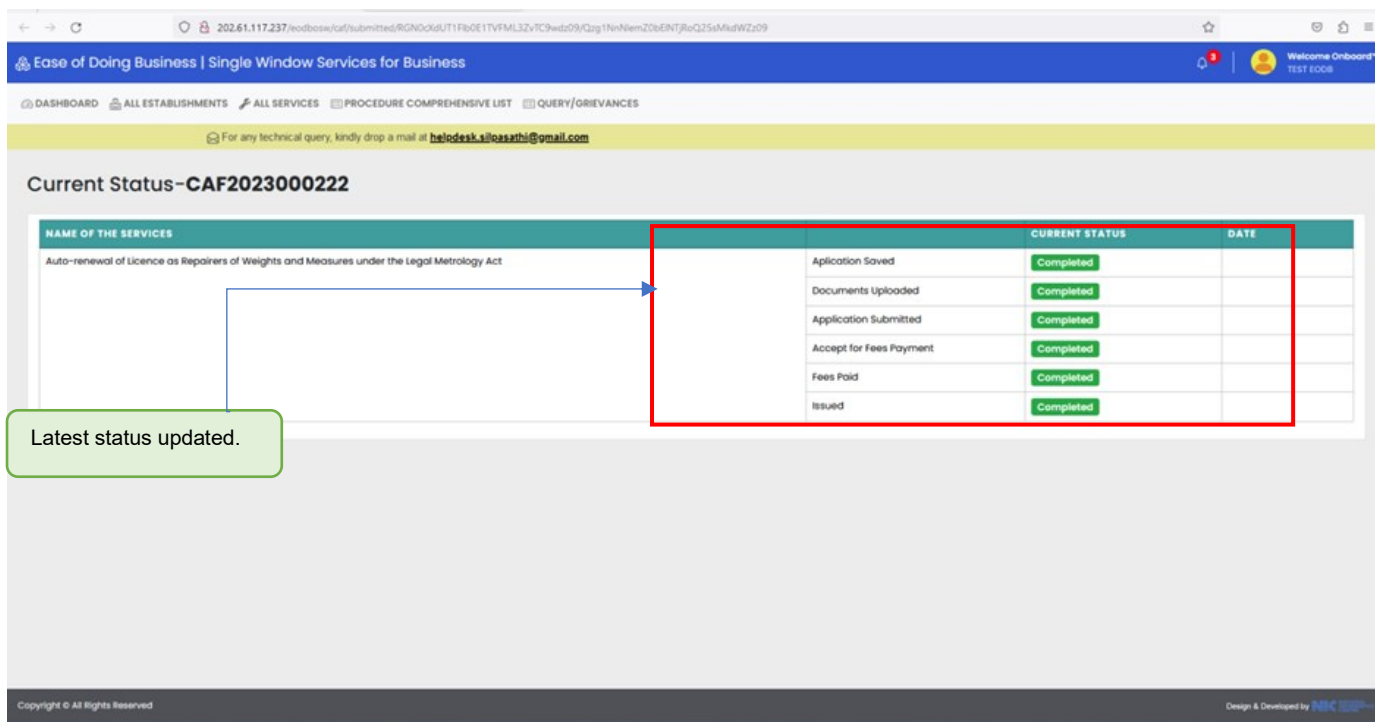 Ease of Doing Business | Single Window Services for Business
3
Welcome Onboard
TEST EODB
DASHBOARD ALL ESTABLISHMENTS ALL SERVICES PROCEDURE COMPREHENSIVE LIST QUERY/GRIEVANCES
For any technical query, kindly drop a mail at helpdesk.silpasathi@gmail.com
Current Status-CAF2023000222
NAME OF THE SERVICES CURRENT STATUS DATE
Auto-renewal of Licence as Repairers of Weights and Measures under the Legal Metrology Act Aplication Saved Completed
Documents Uploaded Completed
Application Submitted Completed
Accept for Fees Payment Completed
Fees Paid Completed
Issued Completed
Latest status updated.
Copyright © All Rights Reserved Design & Developed by NIC